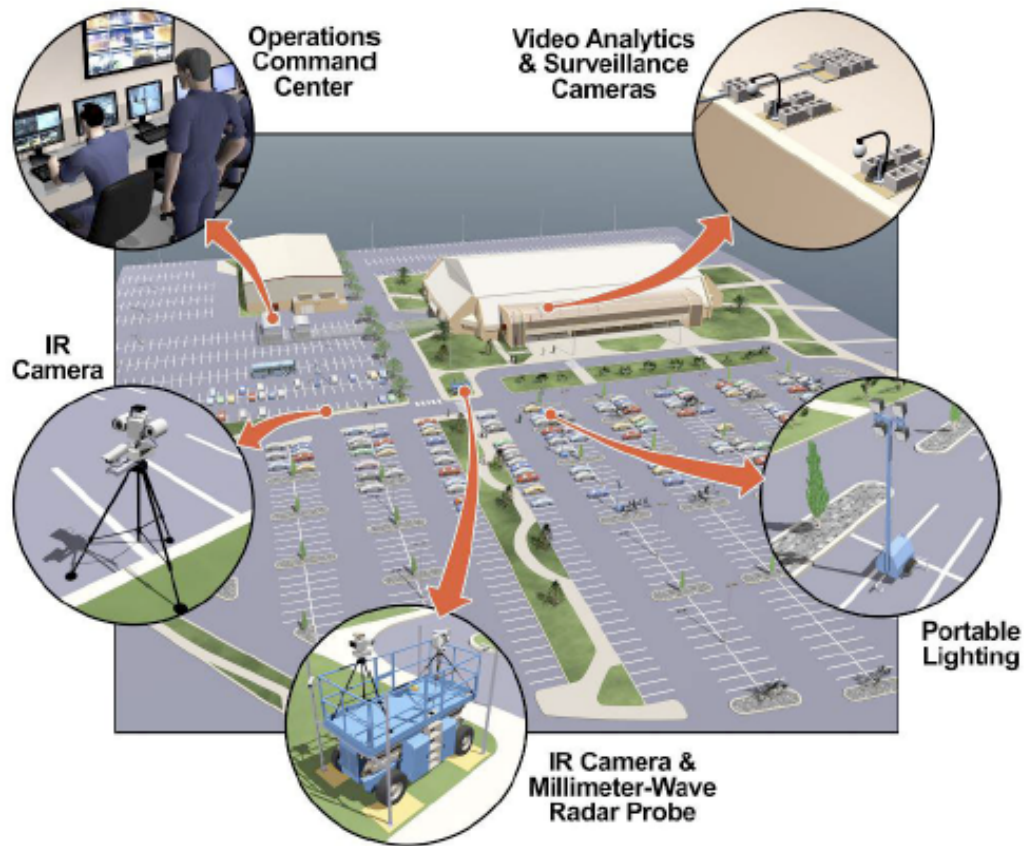 Operations
Command
Center
Video Analytics
& Surveillance
Cameras
IR
Camera
Portable
Lighting
IR Camera &
Millimeter-Wave
Radar Probe